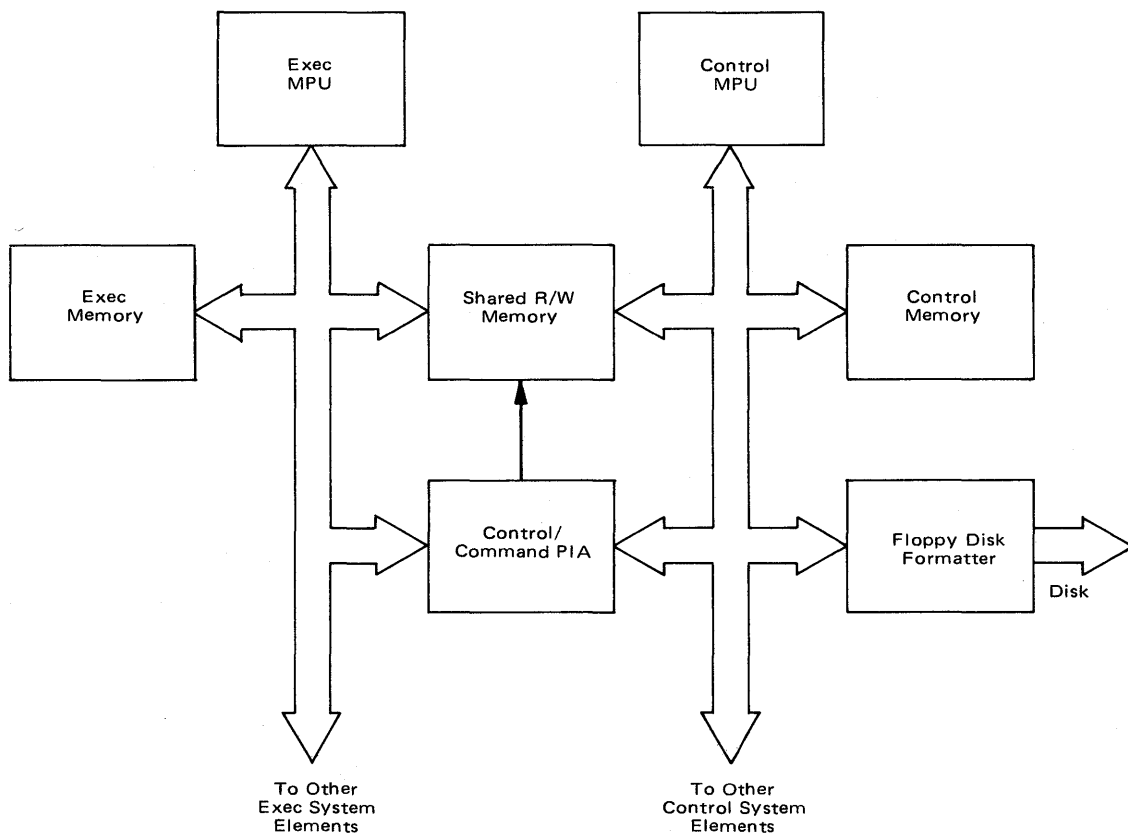 Exec
MPU
Control
MPU
Exec
Memory
Shared R/W
Memory
Control
Memory
Control/
Command PIA
Floppy Disk
Formatter
Disk
To Other
Exec System
Elements
To Other
Control System
Elements